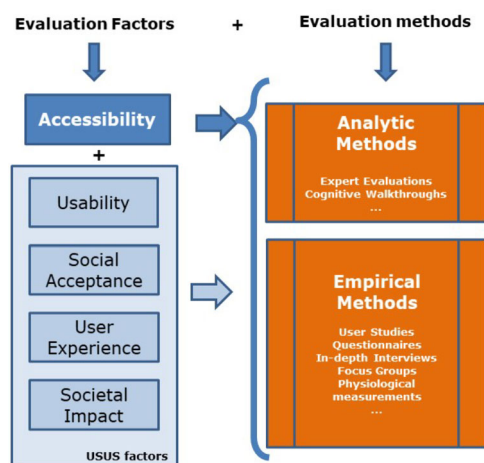 Evaluation Factors + Evaluation methods
Accessibility
+
Usability
Social
Acceptance
User
Experience
Societal
Impact
USUS factors
Analytic
Methods
Expert Evaluations
Cognitive Walkthroughs
...
Empirical
Methods
User Studies
Questionnaires
In-depth Interviews
Focus Groups
Physiological
measurements
...